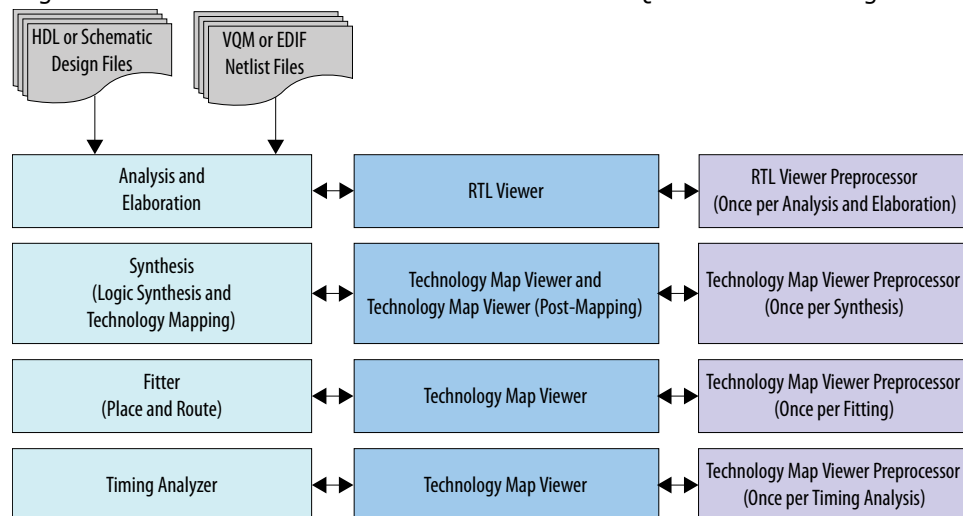 HDL or Schematic
Design Files
VQM or EDIF
Netlist Files
Analysis and
Elaboration
RTL Viewer
RTL Viewer Preprocessor
(Once per Analysis and Elaboration)
Synthesis
(Logic Synthesis and
Technology Mapping)
Technology Map Viewer and
Technology Map Viewer (Post-Mapping)
Technology Map Viewer Preprocessor
(Once per Synthesis)
Fitter
(Place and Route)
Technology Map Viewer
Technology Map Viewer Preprocessor
(Once per Fitting)
Timing Analyzer
Technology Map Viewer
Technology Map Viewer Preprocessor
(Once per Timing Analysis)